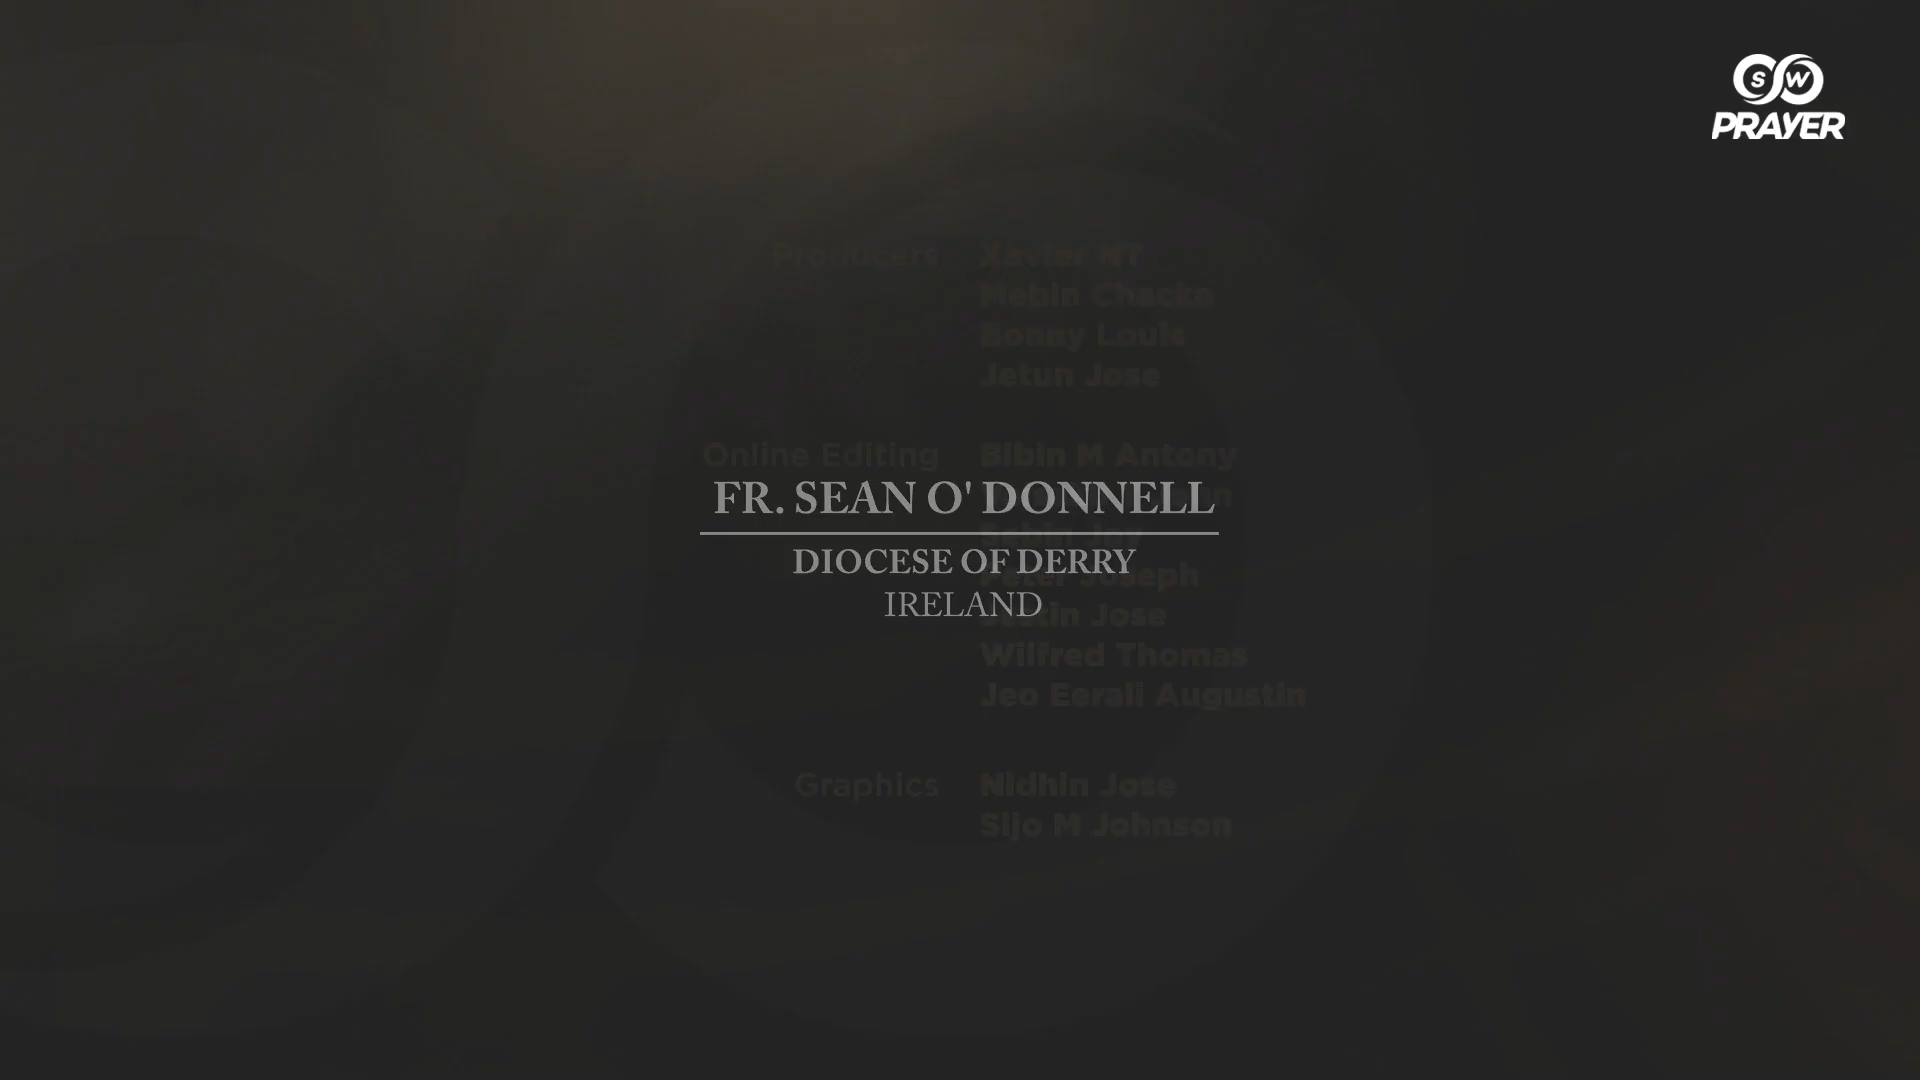 SW
PRAYER
Producers Xavier MT
Mebin Chacko
Bonny Louis
Jetun Jose
Online Editing Bibin M Antony
FR. SEAN O' DONNELL
DIOCESE OF DERRY
Peter Joseph
IRELAND
Jose
Wilfred Thomas
Jeo Eerali Augustin
Graphics Nidhin Jose
Sijo M Johnson